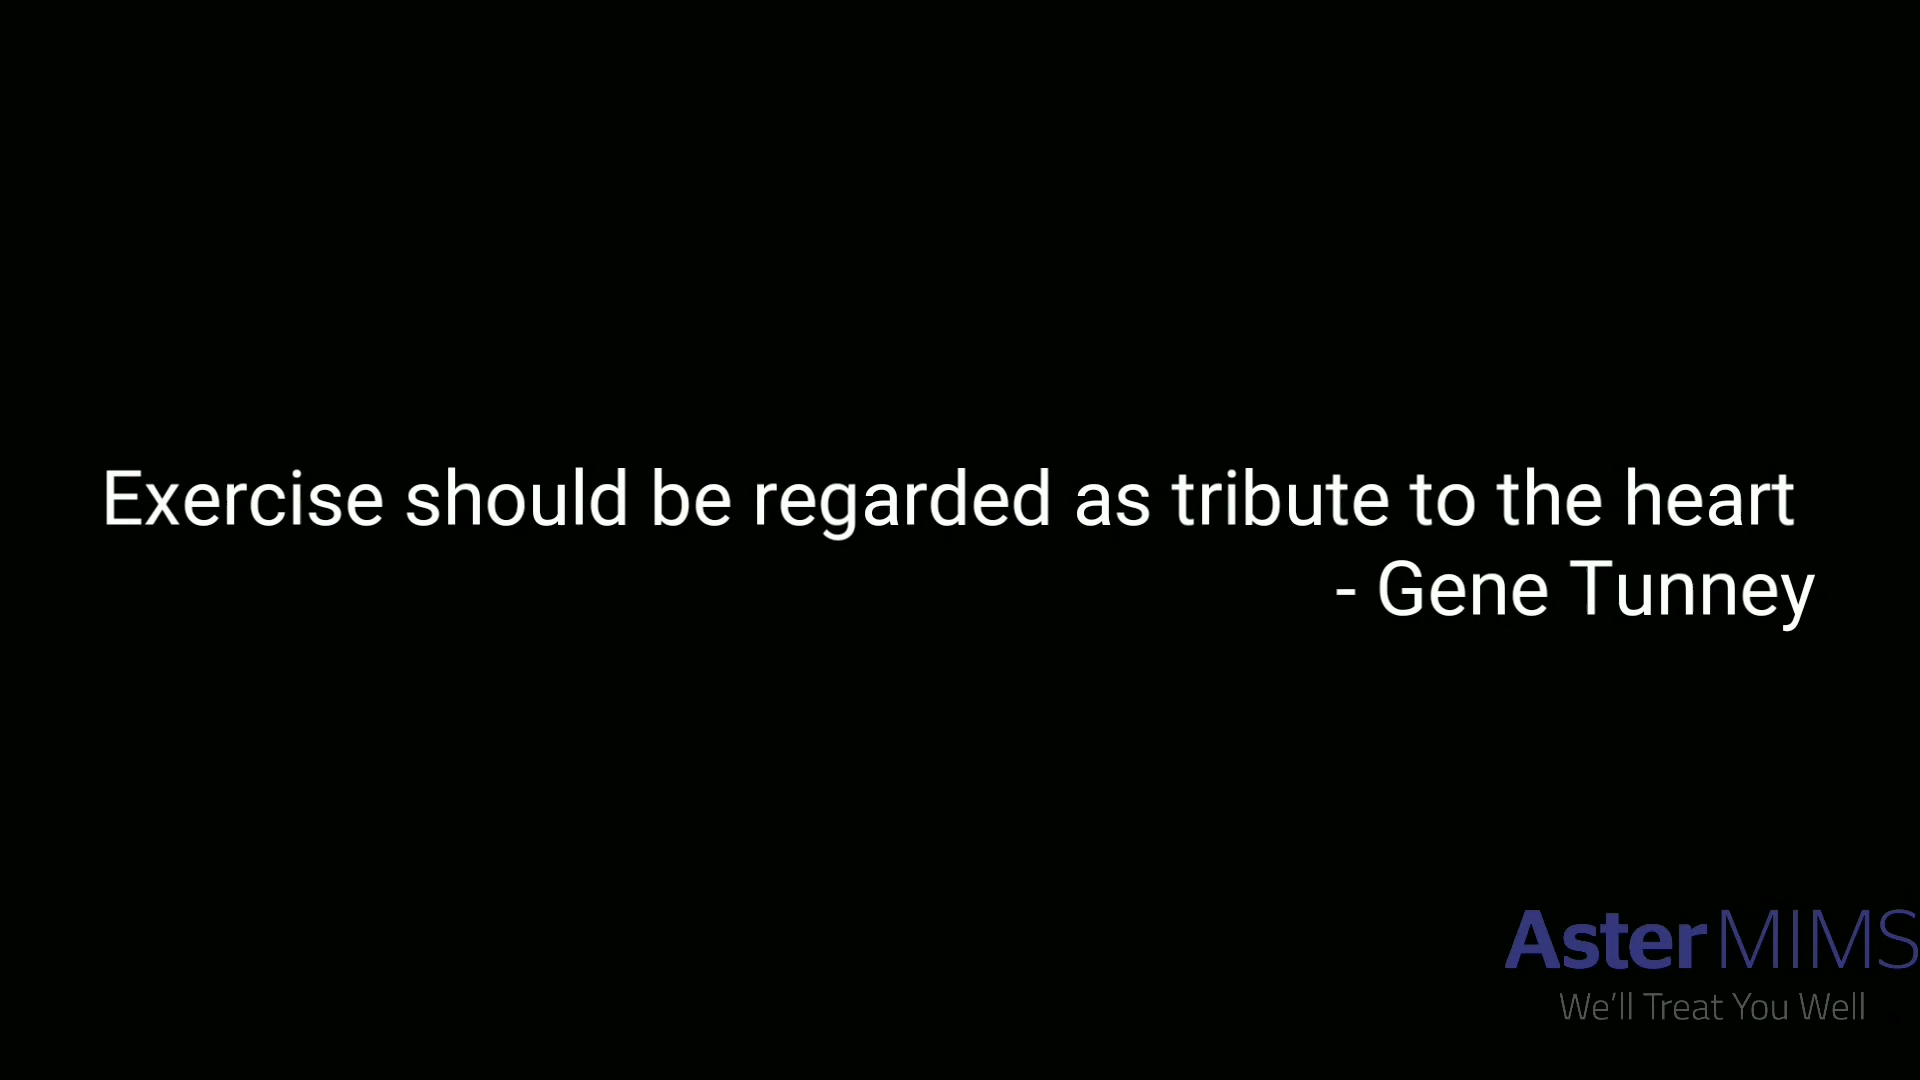 Exercise should be regarded as tribute to the heart
- Gene Tunney
Aster MIMS
We'll Treat You Well